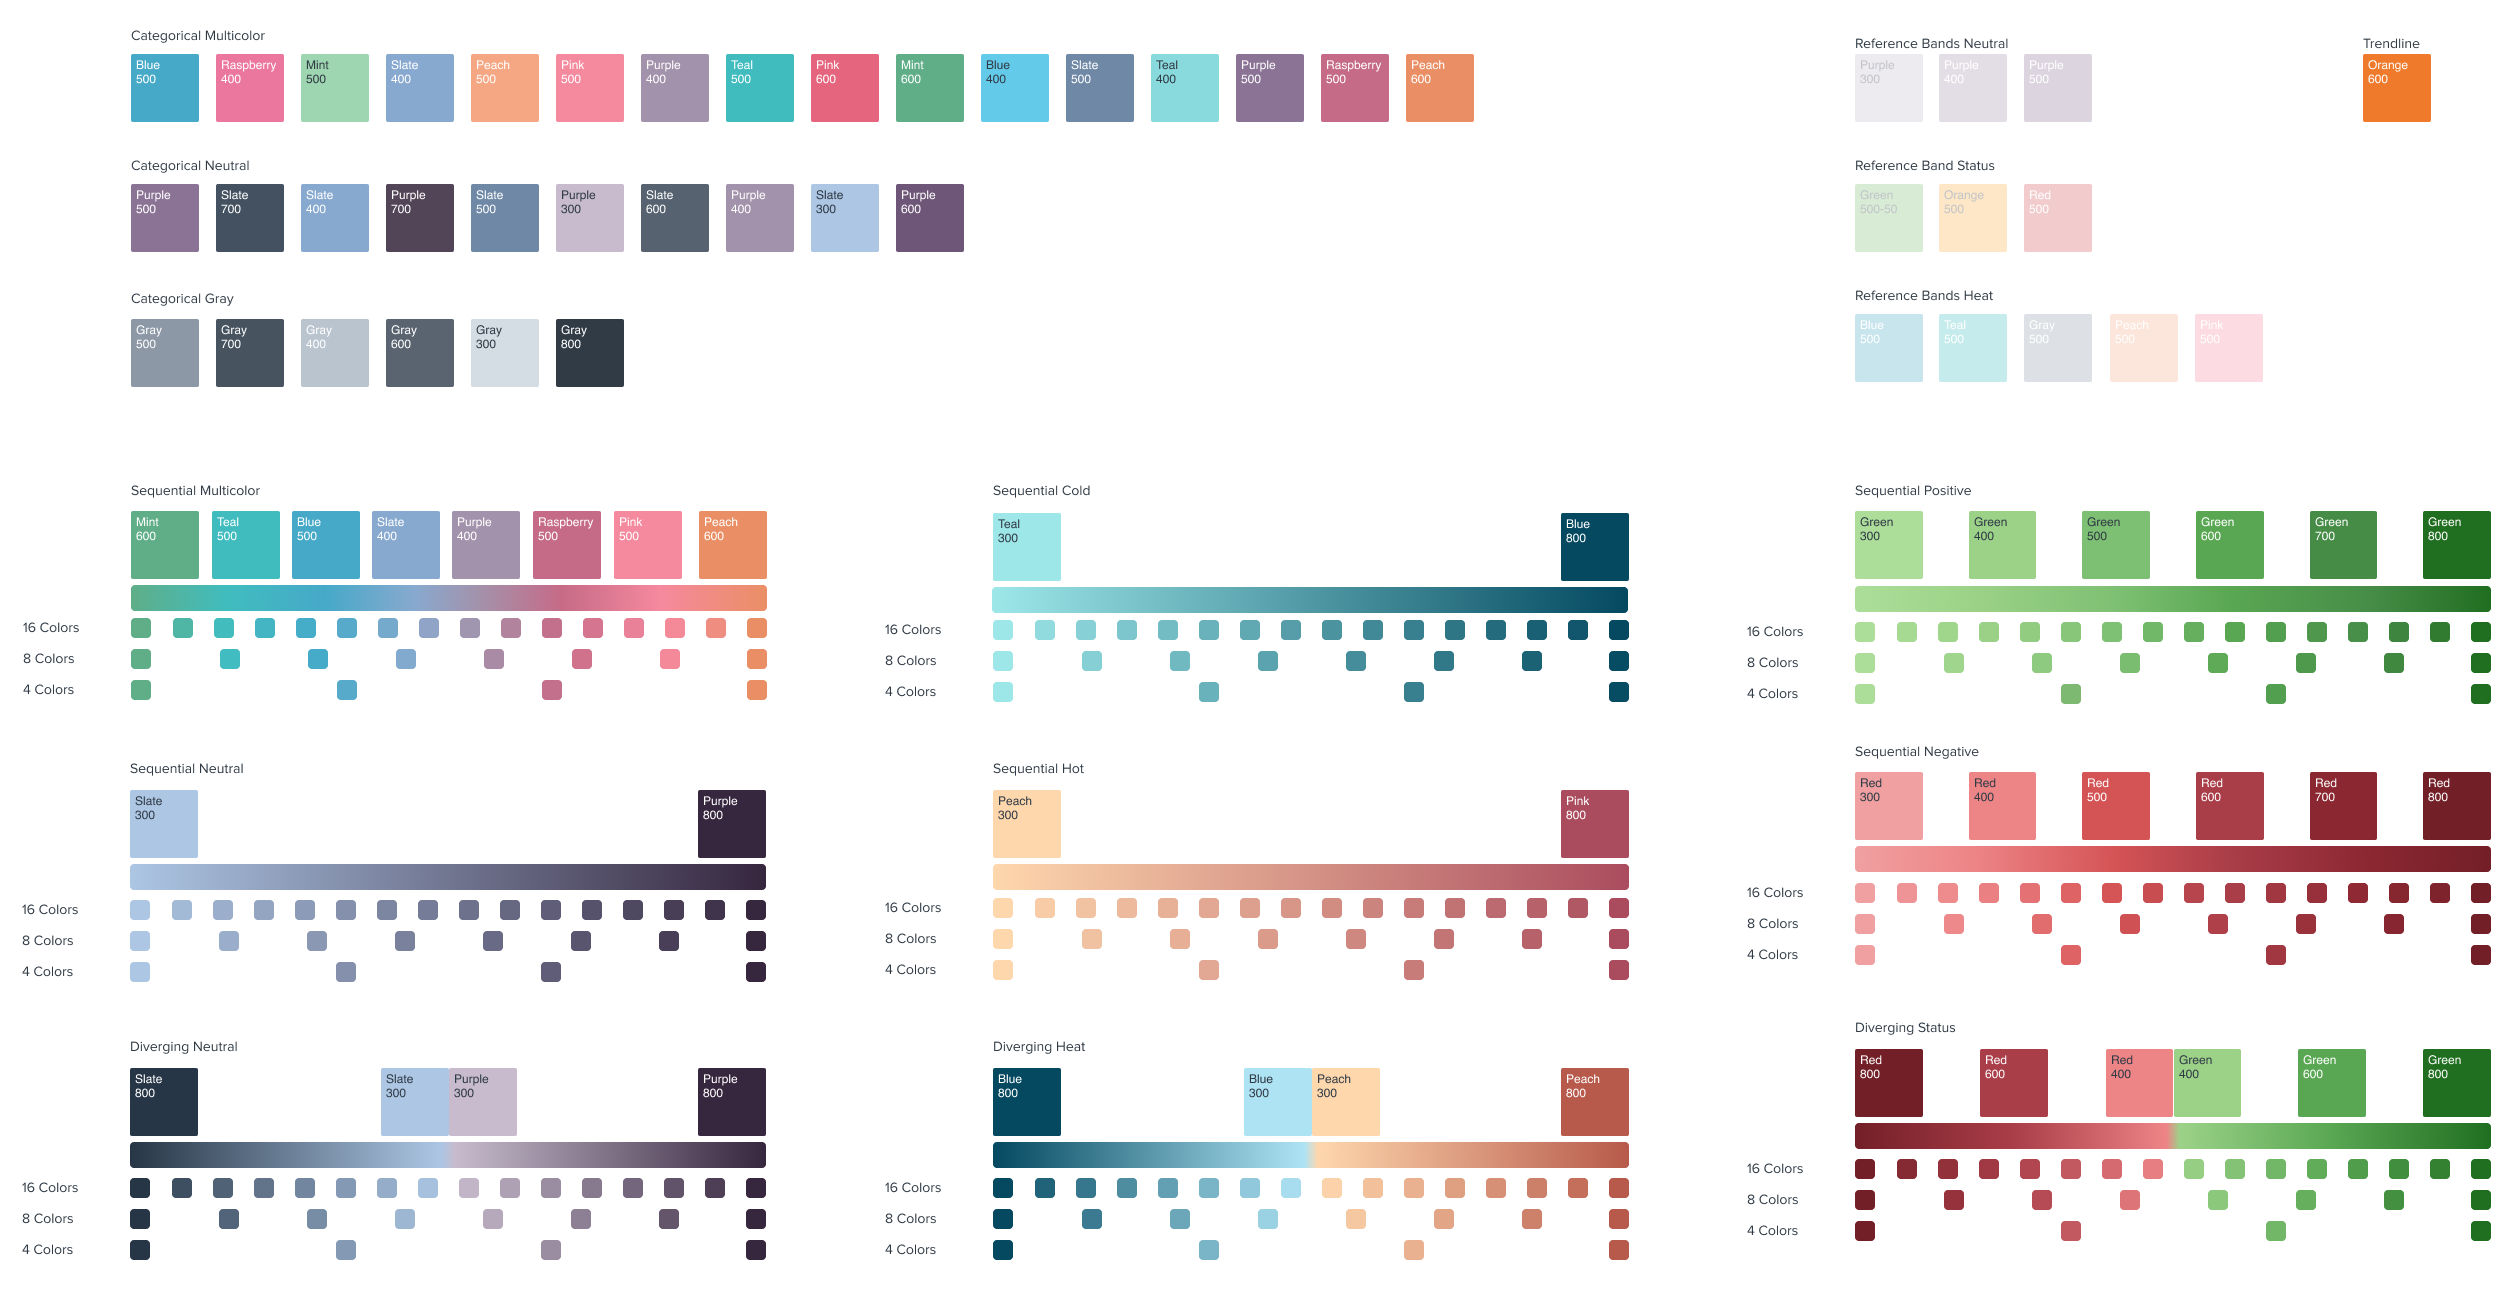 Categorical Multicolor
Blue
500
Raspberry
400
Mint
500
Slate
400
Peach
500
Pink
500
Purple
400
Teal
500
Pink
600
Mint
600
Blue
400
Slate
500
Teal
400
Purple
500
Raspberry
500
Peach
600
Reference Bands Neutral
Purple
300
Purple
400
Purple
500
Trendline
Orange
600
Categorical Neutral
Purple
500
Slate
700
Slate
400
Purple
700
Slate
500
Purple
300
Slate
600
Purple
400
Slate
300
Purple
600
Reference Band Status
Green
500-50
Orange
500
Red
500
Categorical Gray
Gray
500
Gray
700
Gray
400
Gray
600
Gray
300
Gray
800
Reference Bands Heat
Blue
500
Teal
500
Gray
500
Peach
500
Pink
500
Sequential Multicolor
Mint
600
Teal
500
Blue
500
Slate
400
Purple
400
Raspberry
500
Pink
500
Peach
600
16 Colors
8 Colors
4 Colors
Sequential Cold
Teal
300
Blue
800
16 Colors
8 Colors
4 Colors
Sequential Positive
Green
300
Green
400
Green
500
Green
600
Green
700
Green
800
16 Colors
8 Colors
4 Colors
Sequential Neutral
Slate
300
Purple
800
16 Colors
8 Colors
4 Colors
Sequential Hot
Peach
300
Pink
800
16 Colors
8 Colors
4 Colors
Sequential Negative
Red
300
Red
400
Red
500
Red
600
Red
700
Red
800
16 Colors
8 Colors
4 Colors
Diverging Neutral
Slate
800
Slate
300
Purple
300
Purple
800
16 Colors
8 Colors
4 Colors
Diverging Heat
Blue
800
Blue
300
Peach
300
Peach
800
16 Colors
8 Colors
4 Colors
Diverging Status
Red
800
Red
600
Red
400
Green
400
Green
600
Green
800
16 Colors
8 Colors
4 Colors